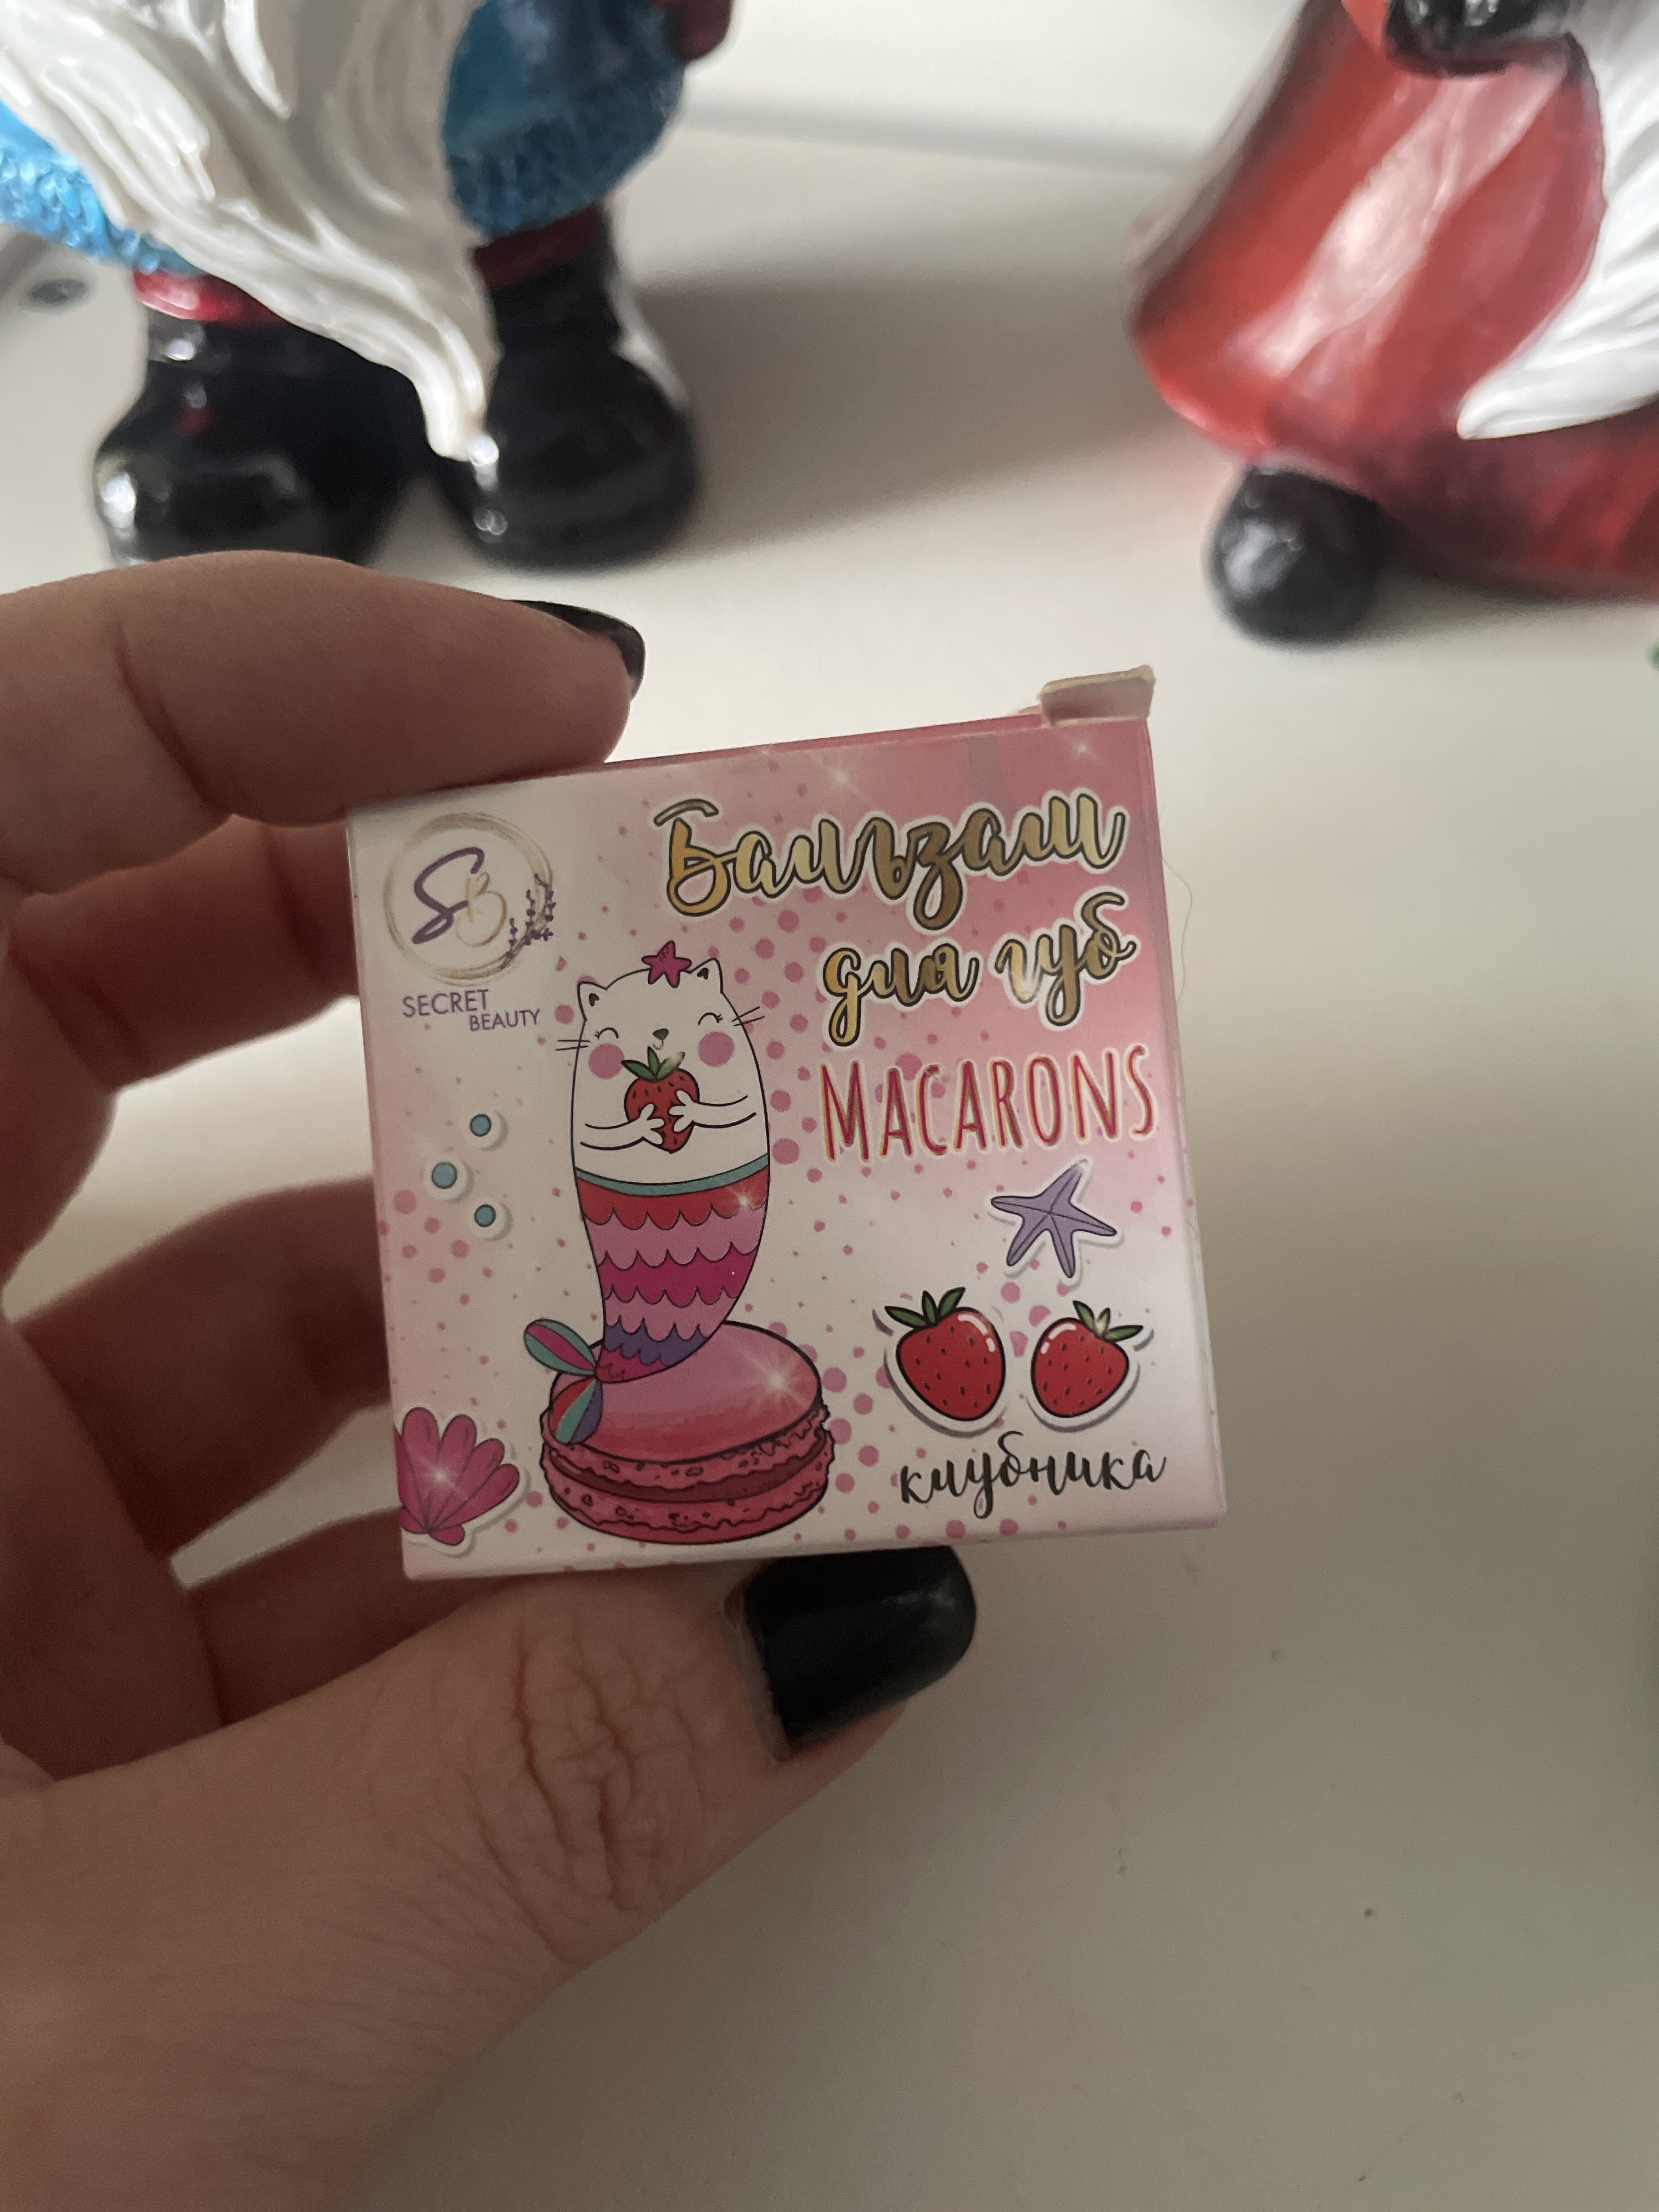 SB
SECRET
BEAUTY
Бальзам
для губ
MACARONS
клубника